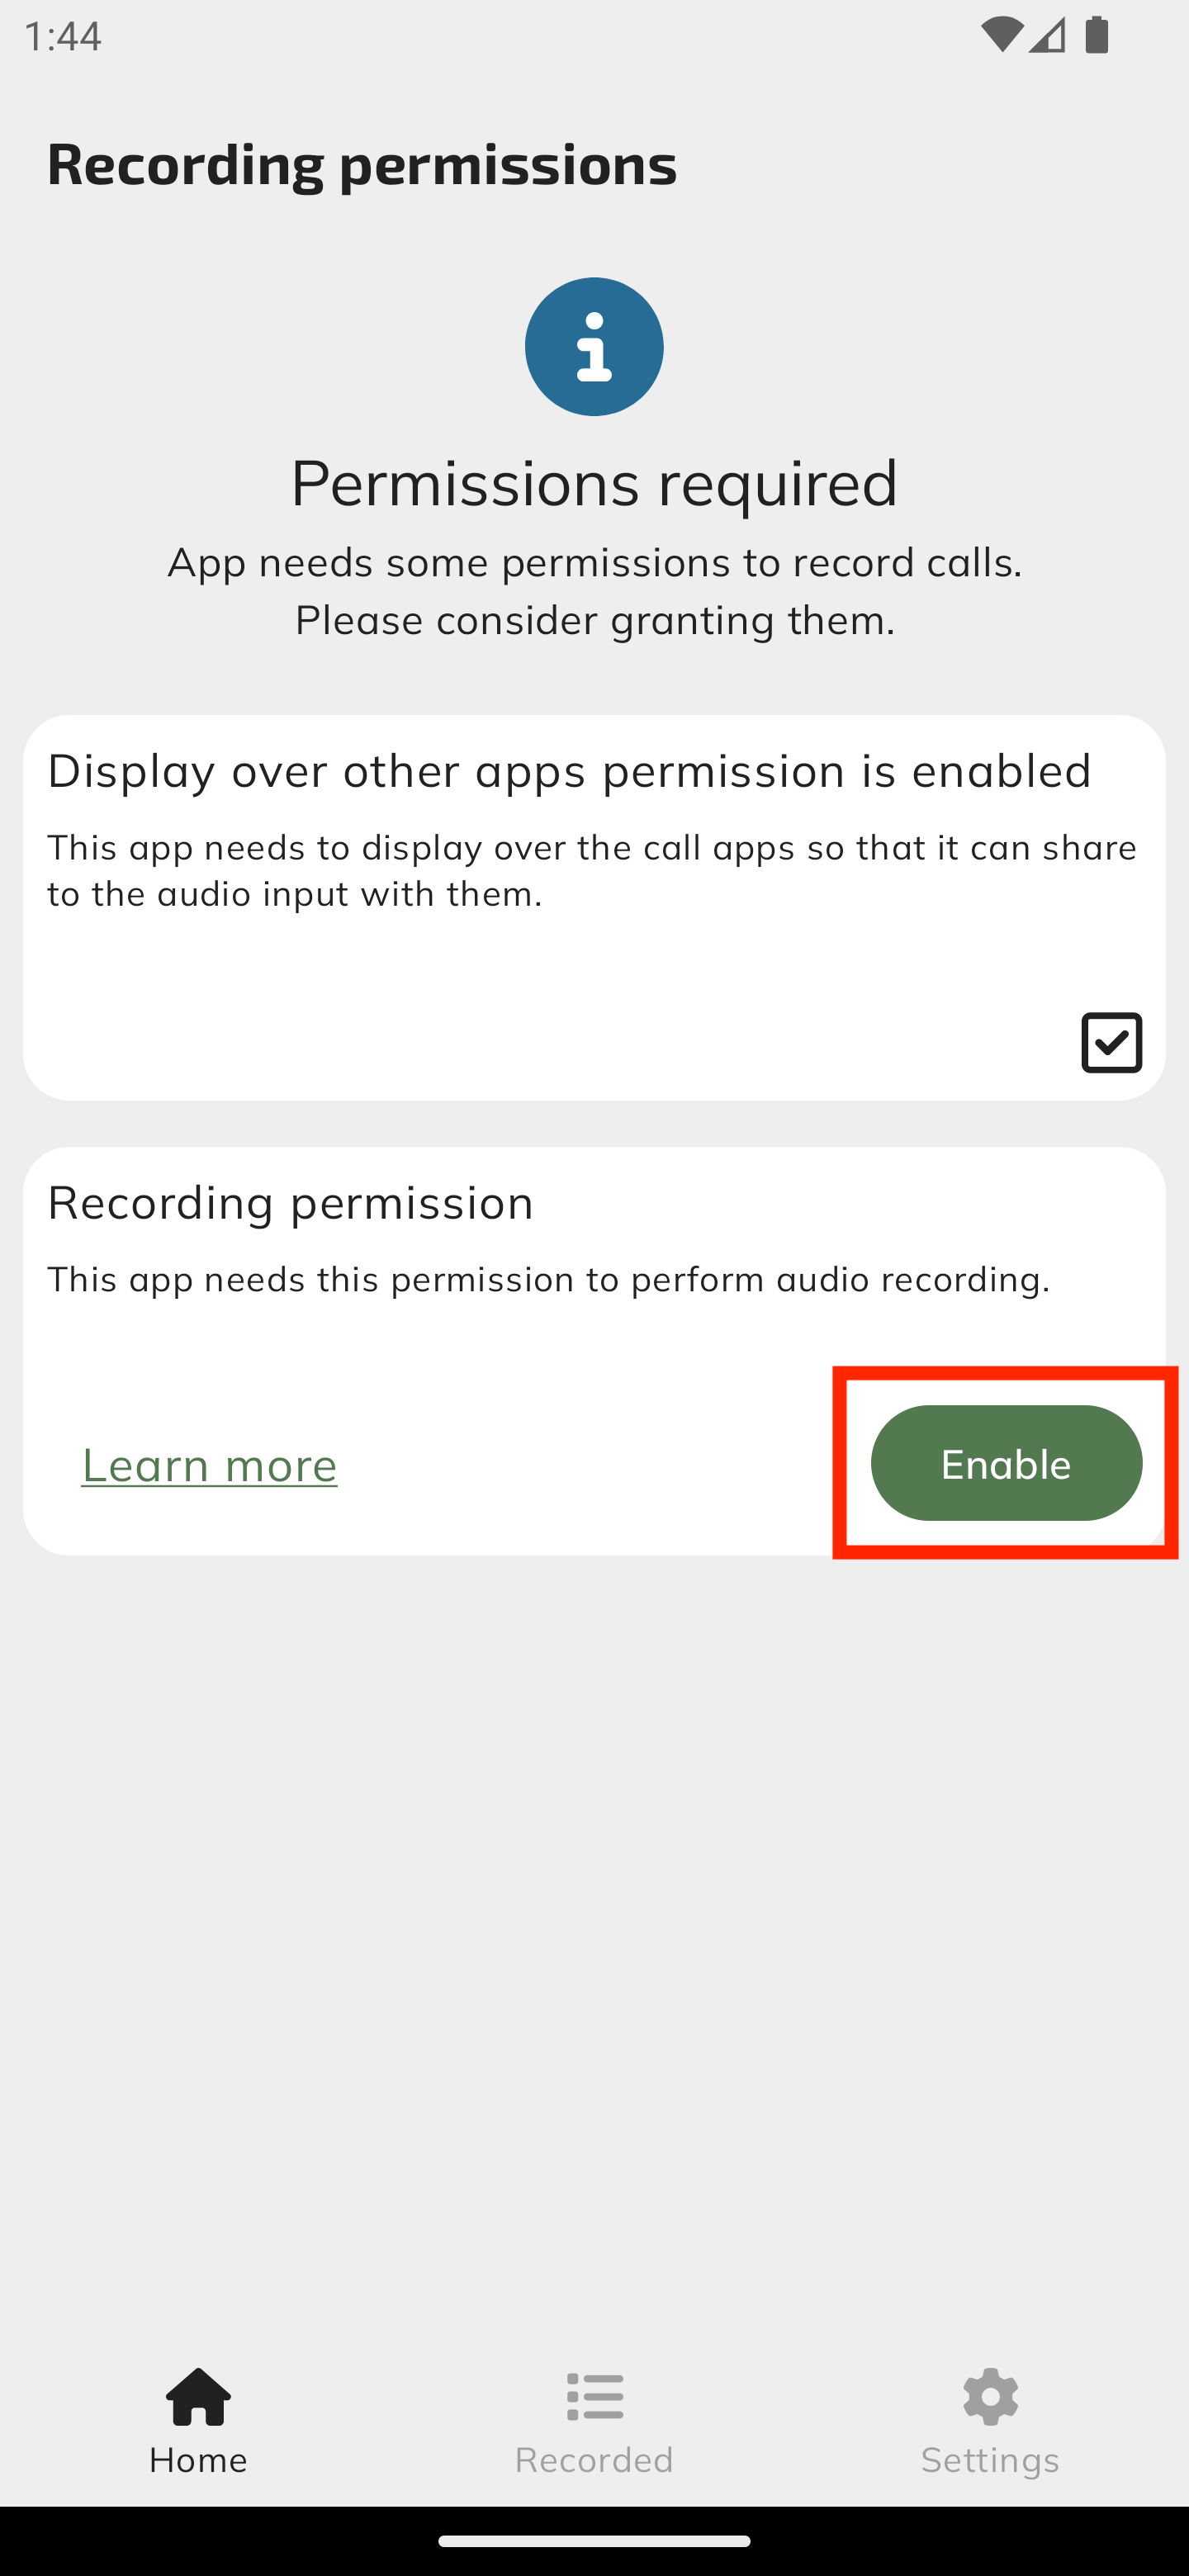 1:44
Recording permissions
Permissions required
App needs some permissions to record calls.
Please consider granting them.
Display over other apps permission is enabled
This app needs to display over the call apps so that it can share
to the audio input with them.
Recording permission
This app needs this permission to perform audio recording.
Learn more
Enable
Home
Recorded
Settings